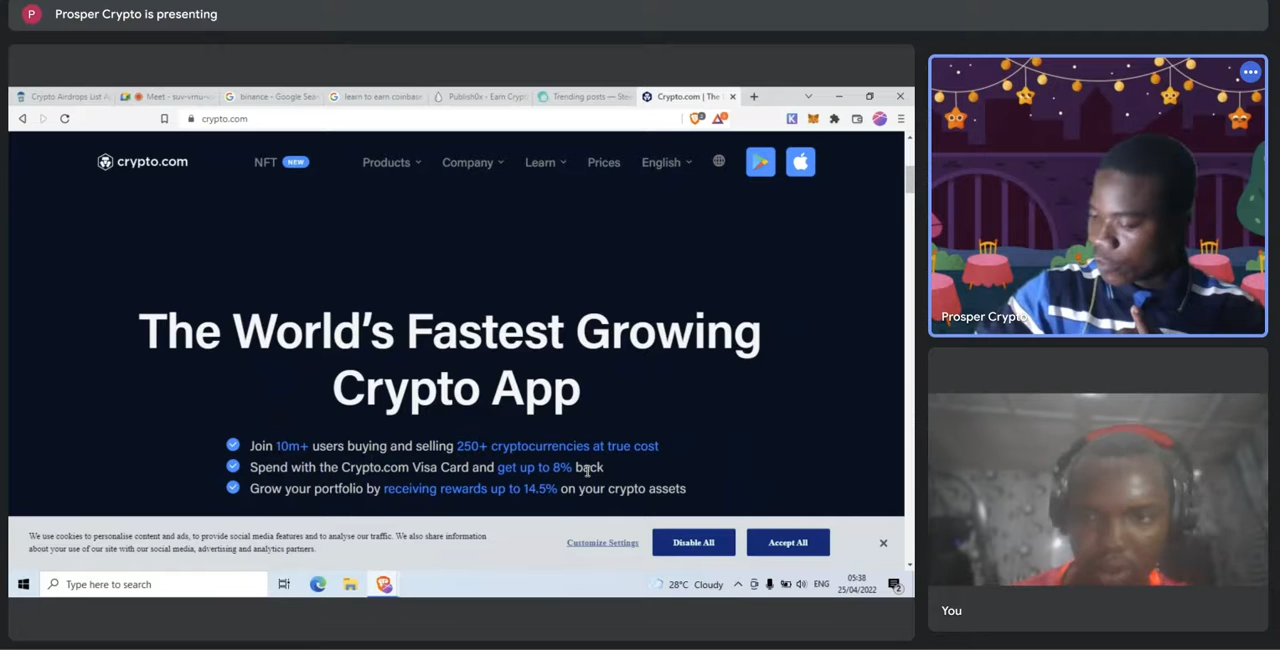 P
Prosper Crypto is presenting
Crypto Airdrops List A
Meet - suv-vmu-
binance - Google Sea
learn to earn coinbas
Publish0x - Earn Cryp
Trending posts — Ste
Crypto.com | The
crypto.com
crypto.com
NFT NEW
Products
Company
Learn
Prices
English
The World's Fastest Growing
Crypto App
Join 10m+ users buying and selling 250+ cryptocurrencies at true cost
Spend with the Crypto.com Visa Card and get up to 8% back
Grow your portfolio by receiving rewards up to 14.5% on your crypto assets
We use cookies to personalise content and ads, to provide social media features and to analyse our traffic. We also share information
about your use of our site with our social media, advertising and analytics partners.
Customize Settings
Disable All
Accept All
Type here to search
28°C Cloudy
ENG
05:38
25/04/2022
Prosper Crypto
You